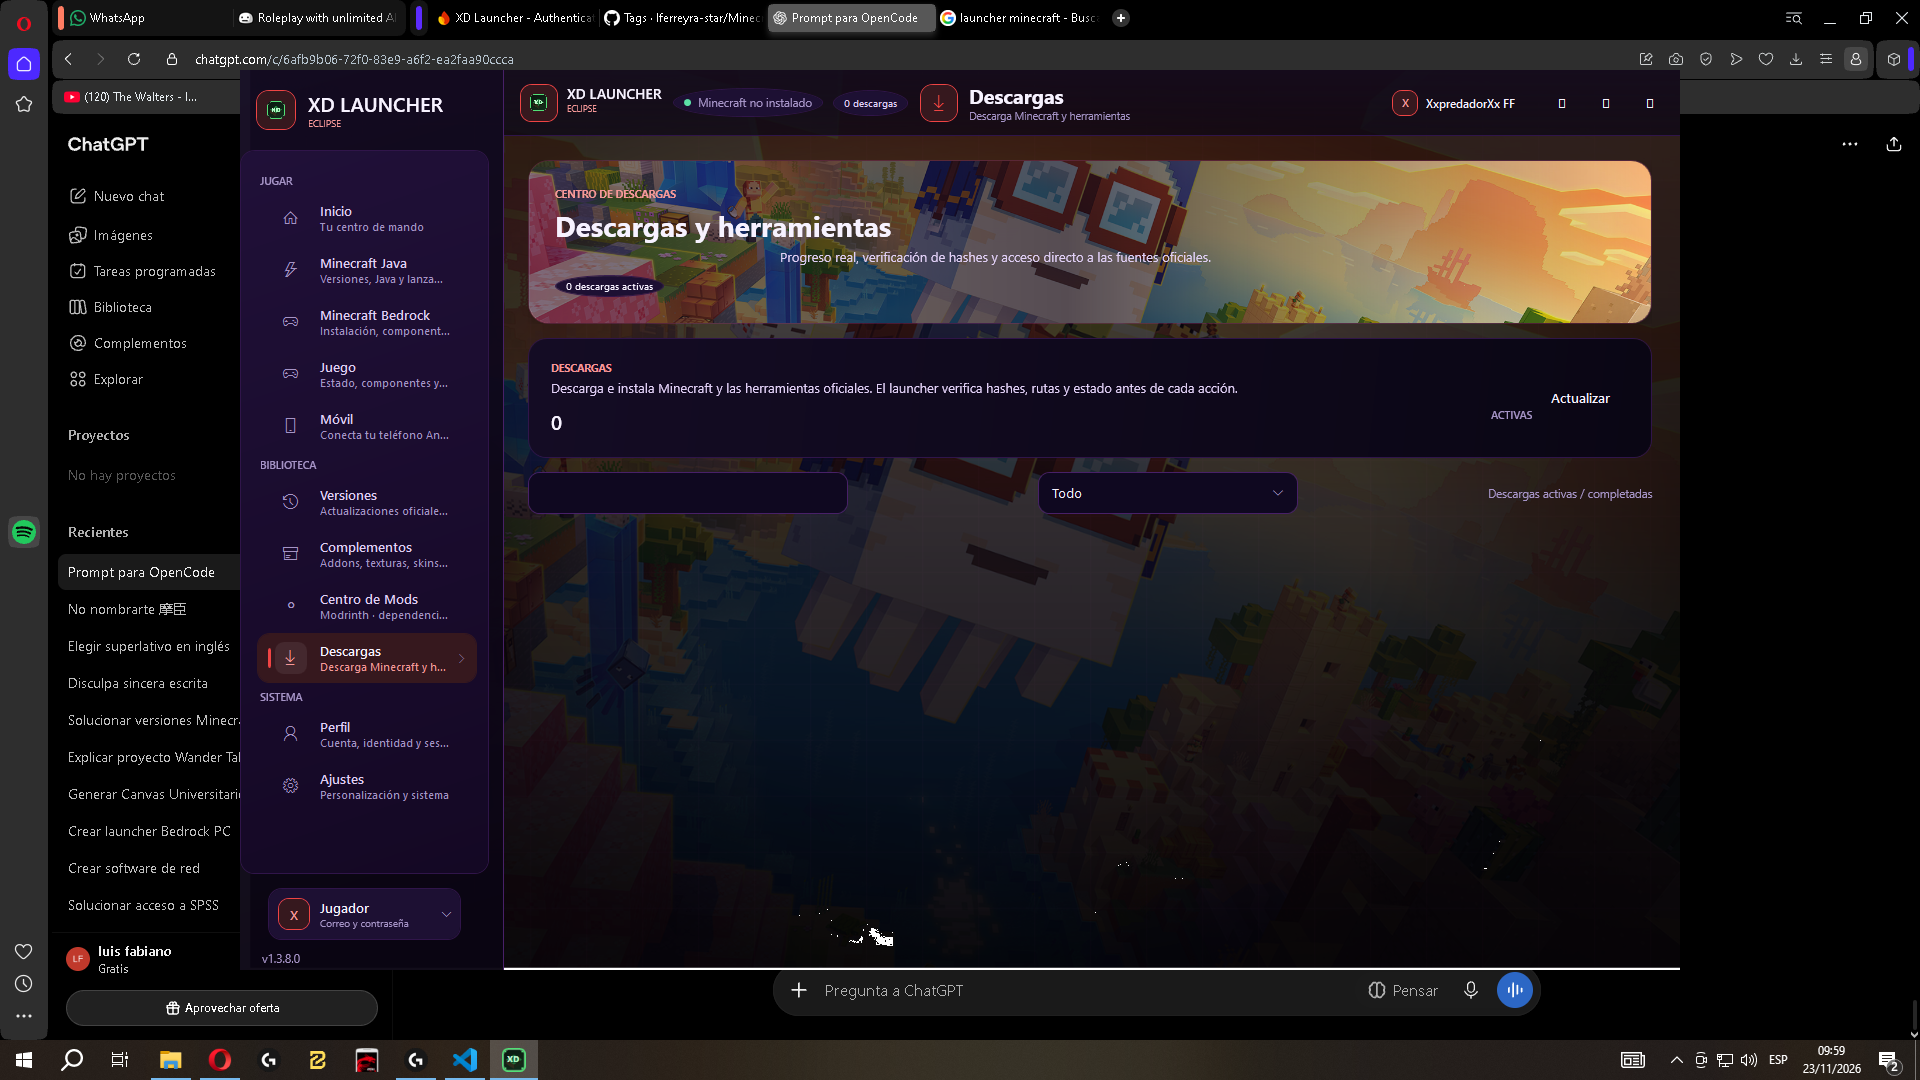 WhatsApp
Roleplay with unlimited AI
XD Launcher - Authenticat
Tags · lferreyra-star/Minec
Prompt para OpenCode
launcher minecraft - Busc
chatgpt.com/c/6afb9b06-72f0-83e9-a6f2-ea2faa90ccca
(120) The Walters - I...
ChatGPT
Nuevo chat
Imágenes
Tareas programadas
Biblioteca
Complementos
Explorar
Proyectos
No hay proyectos
Recientes
Prompt para OpenCode
No nombrarte 摩臣
Elegir superlativo en inglés
Disculpa sincera escrita
Solucionar versiones Minecra
Explicar proyecto Wander Tal
Generar Canvas Universitario
Crear launcher Bedrock PC
Crear software de red
Solucionar acceso a SPSS
LF
luis fabiano
Gratis
Aprovechar oferta
XD
XD LAUNCHER
ECLIPSE
JUGAR
Inicio
Tu centro de mando
Minecraft Java
Versiones, Java y lanza...
Minecraft Bedrock
Instalación, component...
Juego
Estado, componentes y...
Móvil
Conecta tu teléfono An...
BIBLIOTECA
Versiones
Actualizaciones oficiale...
Complementos
Addons, texturas, skins...
Centro de Mods
Modrinth · dependenci...
Descargas
Descarga Minecraft y h...
SISTEMA
Perfil
Cuenta, identidad y ses...
Ajustes
Personalización y sistema
X
Jugador
Correo y contraseña
v1.3.8.0
XD
XD LAUNCHER
ECLIPSE
Minecraft no instalado
0 descargas
Descargas
Descarga Minecraft y herramientas
X
XxpredadorXx FF
CENTRO DE DESCARGAS
Descargas y herramientas
Progreso real, verificación de hashes y acceso directo a las fuentes oficiales.
0 descargas activas
DESCARGAS
Descarga e instala Minecraft y las herramientas oficiales. El launcher verifica hashes, rutas y estado antes de cada acción.
0
ACTIVAS
Actualizar
Todo
Descargas activas / completadas
Pregunta a ChatGPT
Pensar
XD
ESP
09:59
23/11/2026
2